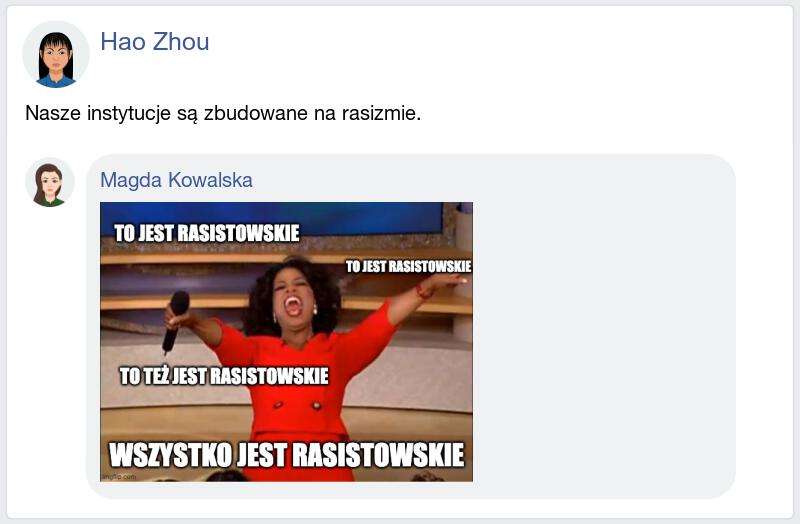 Hao Zhou
Nasze instytucje są zbudowane na rasizmie.
Magda Kowalska
TO JEST RASISTOWSKIE
TO JEST RASISTOWSKIE
TO TEŻ JEST RASISTOWSKIE
WSZYSTKO JEST RASISTOWSKIE
imgflip.com